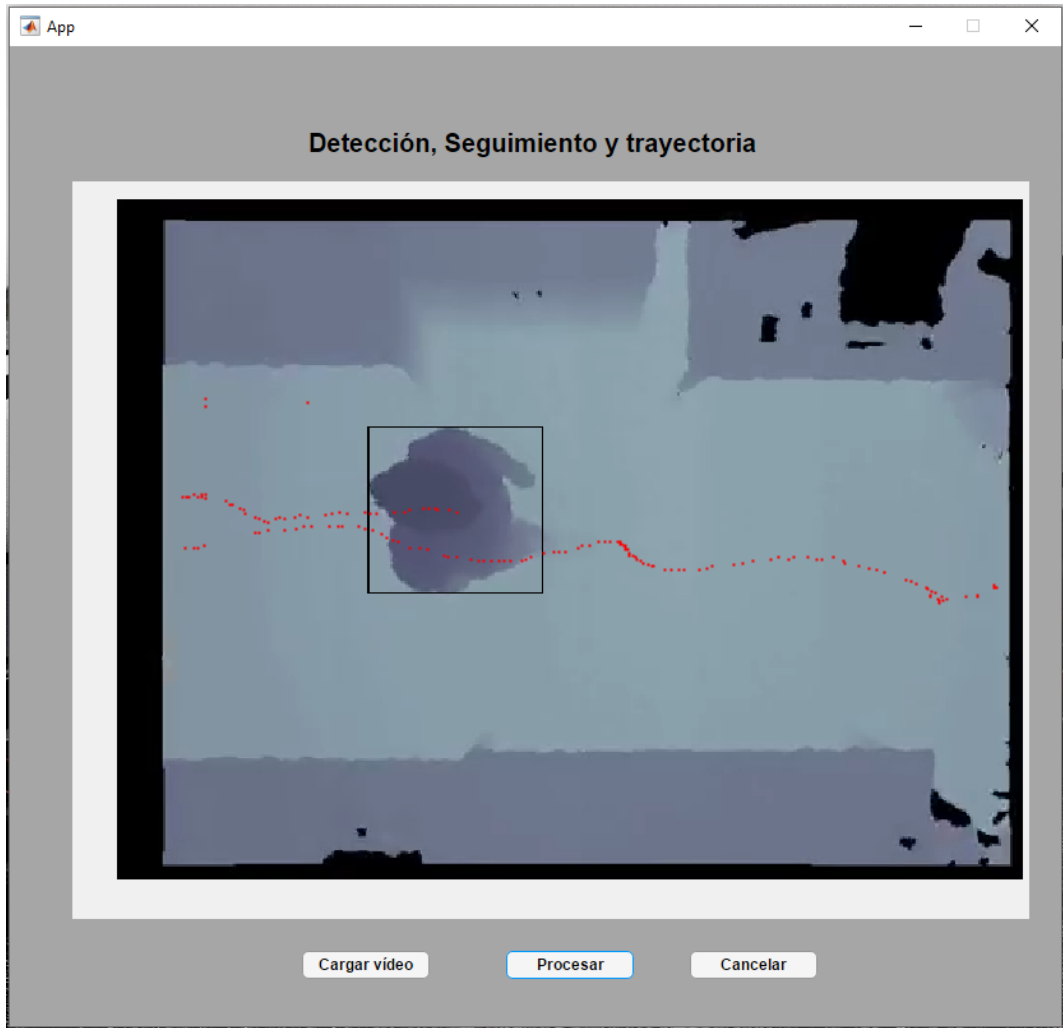 App
Detección, Seguimiento y trayectoria
Cargar vídeo
Procesar
Cancelar